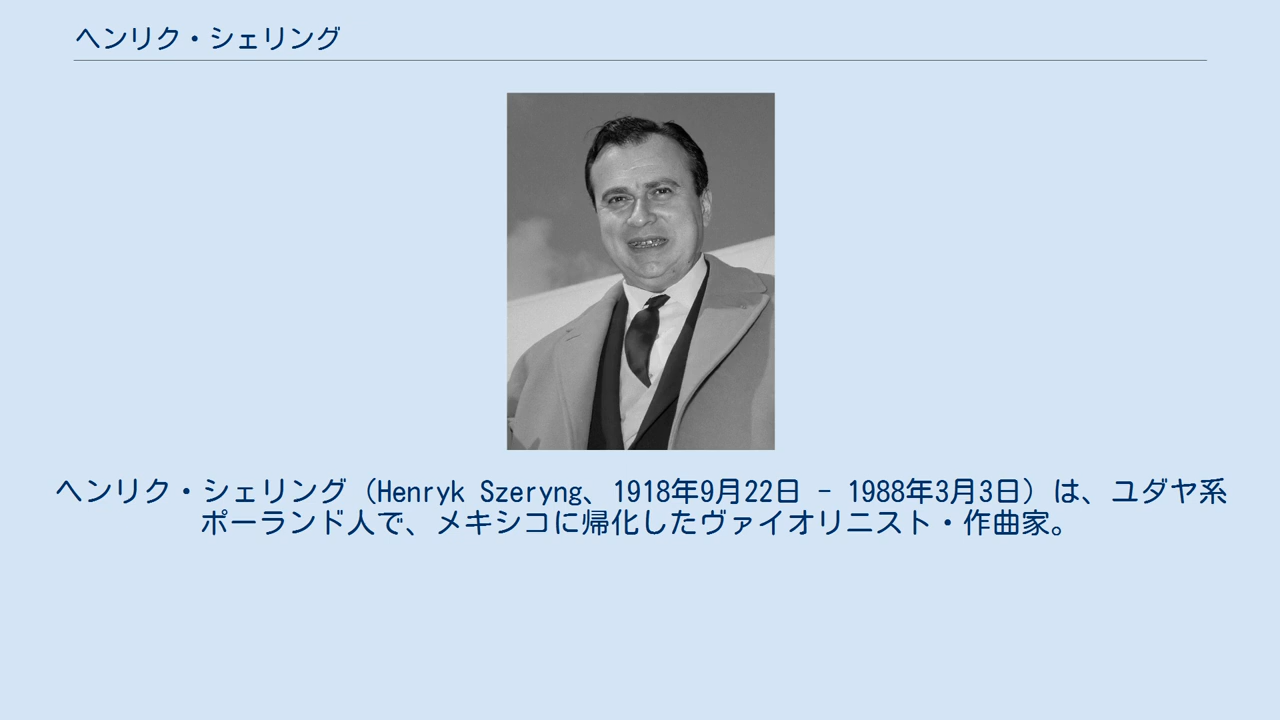 ヘンリク・シェリング
ヘンリク・シェリング（Henryk Szeryng、1918年9月22日 - 1988年3月3日）は、ユダヤ系
ポーランド人で、メキシコに帰化したヴァイオリニスト・作曲家。